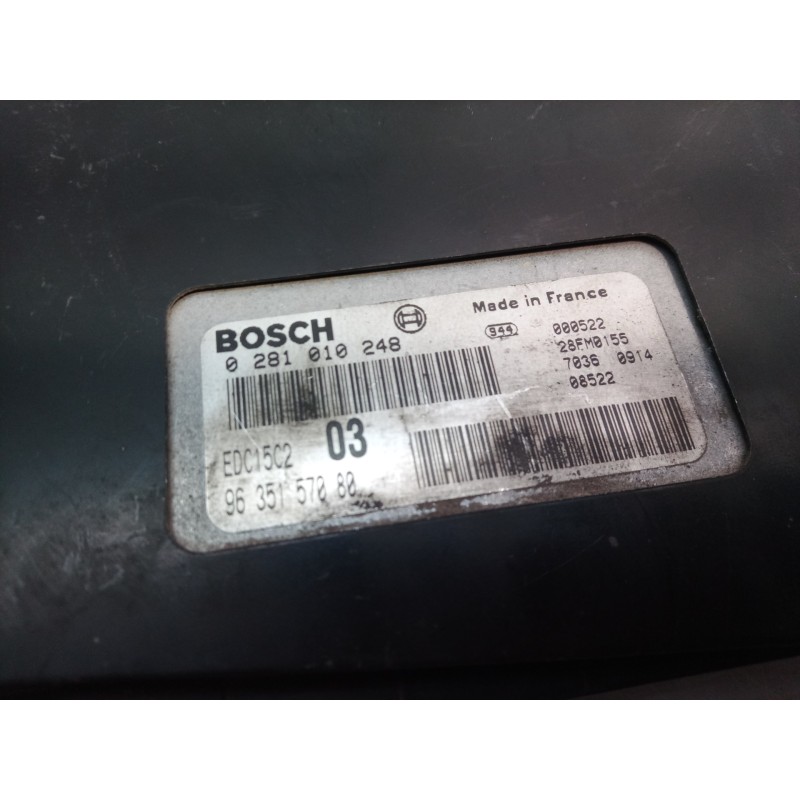 BOSCH
Made in France
0 281 010 248
944
000522
28FM0155
7036 0914
08522
EDC15C2
03
96 351 570 80